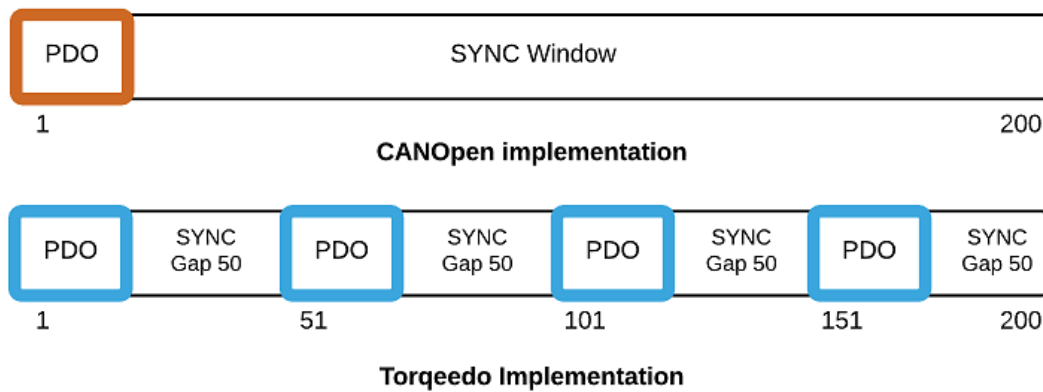 PDO SYNC Window
1 200
CANOpen implementation
PDO SYNC Gap 50 PDO SYNC Gap 50 PDO SYNC Gap 50 PDO SYNC Gap 50
1 51 101 151 200
Torqeedo Implementation